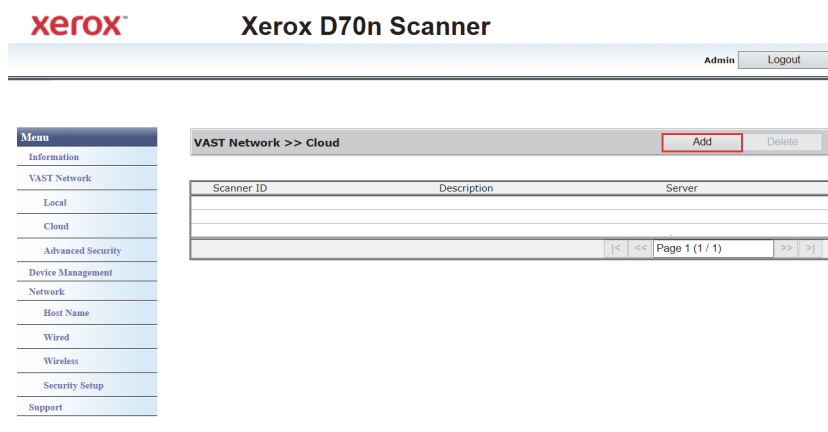 xerox™ Xerox D70n Scanner
Admin Logout
Menu
Information
VAST Network
Local
Cloud
Advanced Security
Device Management
Network
Host Name
Wired
Wireless
Security Setup
Support
VAST Network >> Cloud Add Delete
Scanner ID Description Server
|< << Page 1 (1 / 1) >> >|